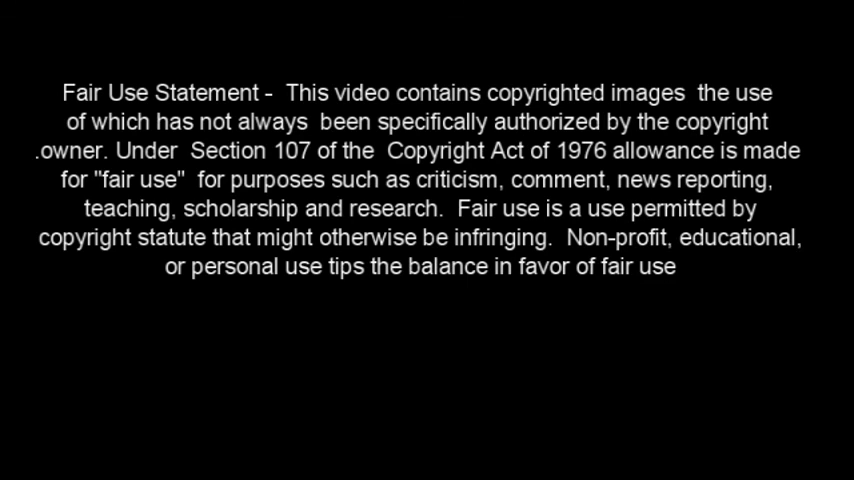 Fair Use Statement -  This video contains copyrighted images  the use
of which has not always  been specifically authorized by the copyright
.owner. Under  Section 107 of the  Copyright Act of 1976 allowance is made
for "fair use"  for purposes such as criticism, comment, news reporting,
teaching, scholarship and research.  Fair use is a use permitted by
copyright statute that might otherwise be infringing.  Non-profit, educational,
or personal use tips the balance in favor of fair use